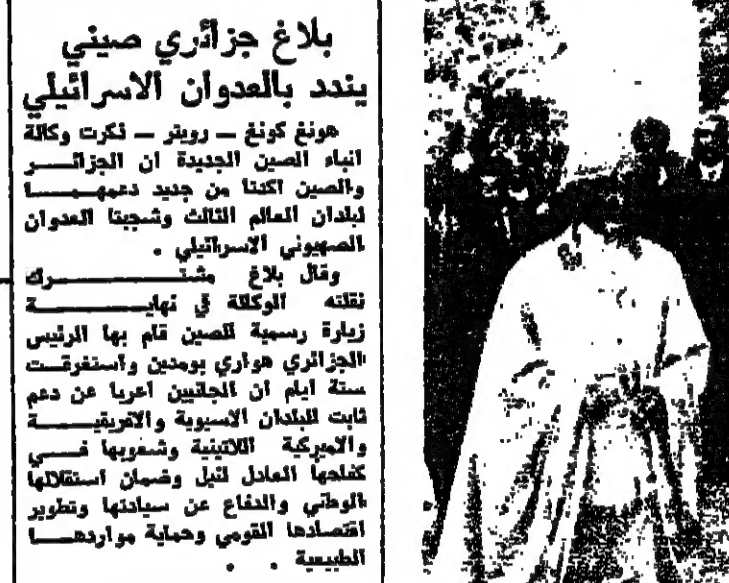 بلاغ جزائري صيني
يندد بالعدوان الاسرائيلي
هونغ كونغ — رويتر — ذكرت وكالة
انباء الصين الجديدة ان الجزائر
والصين اكدتا من جديد دعمهما
لبلدان العالم الثالث وشجبتا العدوان
الصهيوني الاسرائيلي .
وقال بلاغ مشترك
نقلته الوكالة في نهاية
زيارة رسمية للصين قام بها الرئيس
الجزائري هواري بومدين واستغرقت
ستة ايام ان الجانبين اعربا عن دعم
ثابت للبلدان الاسيوية والافريقية
والاميركية اللاتينية وشعوبها في
كفاحها العادل لنيل وضمان استقلالها
الوطني والدفاع عن سيادتها وتطوير
اقتصادها القومي وحماية مواردها
الطبيعية . .